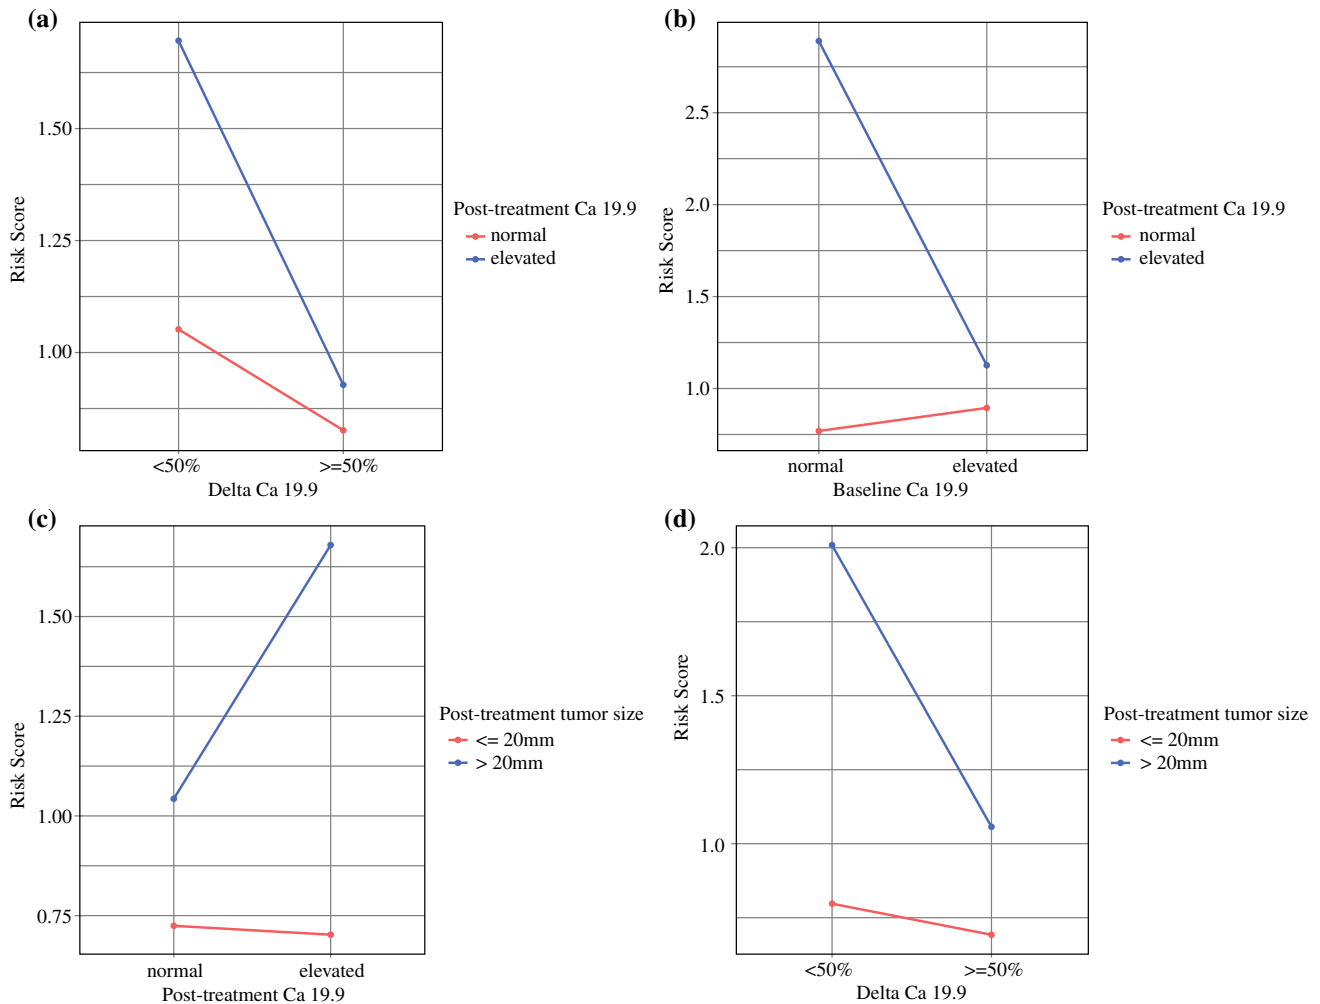 (a)
1.50
1.25
1.00
Risk Score
<50% >=50%
Delta Ca 19.9
Post-treatment Ca 19.9
normal
elevated
(b)
2.5
2.0
1.5
1.0
Risk Score
normal elevated
Baseline Ca 19.9
Post-treatment Ca 19.9
normal
elevated
(c)
1.50
1.25
1.00
0.75
Risk Score
normal elevated
Post-treatment Ca 19.9
Post-treatment tumor size
<= 20mm
> 20mm
(d)
2.0
1.5
1.0
Risk Score
<50% >=50%
Delta Ca 19.9
Post-treatment tumor size
<= 20mm
> 20mm